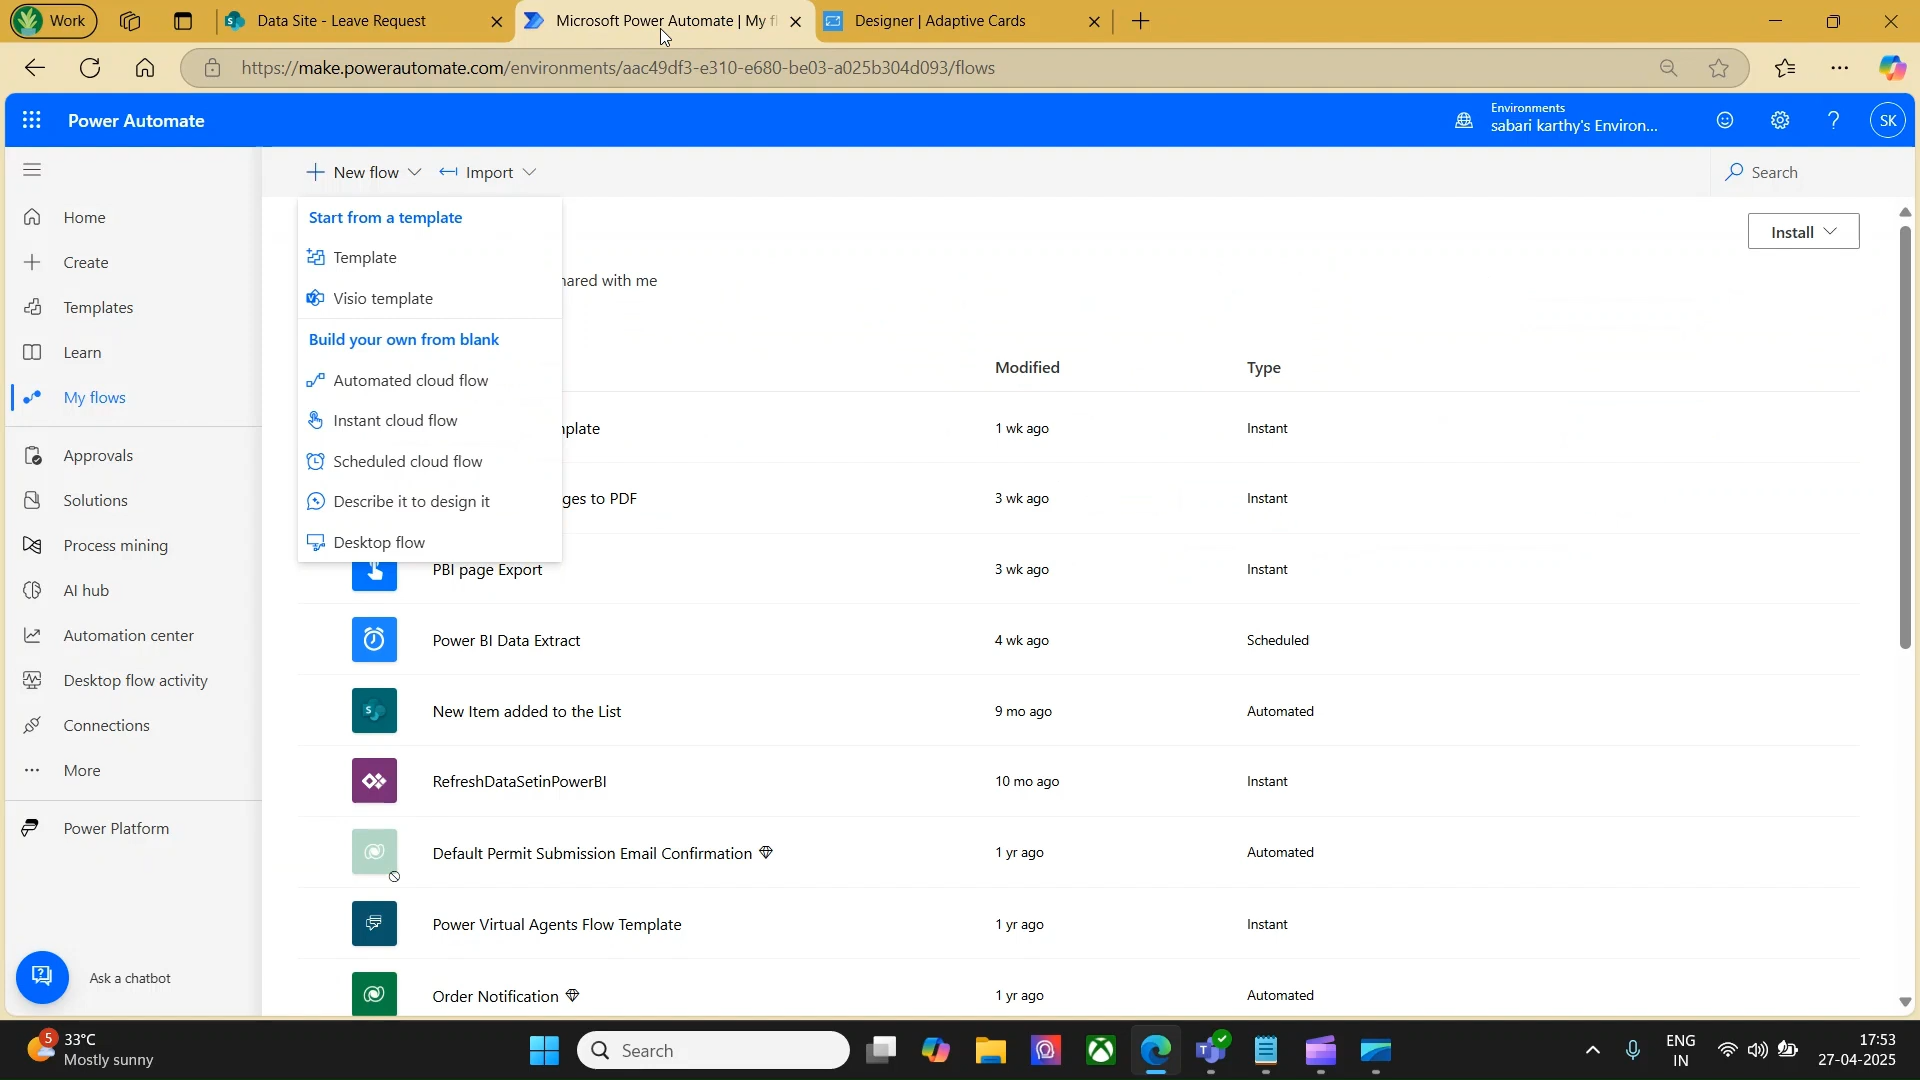 Work
Data Site - Leave Request
Microsoft Power Automate | My fl
Designer | Adaptive Cards
https://make.powerautomate.com/environments/aac49df3-e310-e680-be03-a025b304d093/flows
Power Automate
Environments
sabari karthy's Environ...
SK
New flow
Import
Search
Home
Create
Templates
Learn
My flows
Approvals
Solutions
Process mining
AI hub
Automation center
Desktop flow activity
Connections
More
Power Platform
Ask a chatbot
Start from a template
Template
Visio template
Build your own from blank
Automated cloud flow
Instant cloud flow
Scheduled cloud flow
Describe it to design it
Desktop flow
Install
hared with me
Modified Type
nplate 1 wk ago Instant
ges to PDF 3 wk ago Instant
PBI page Export 3 wk ago Instant
Power BI Data Extract 4 wk ago Scheduled
New Item added to the List 9 mo ago Automated
RefreshDataSetinPowerBI 10 mo ago Instant
Default Permit Submission Email Confirmation 1 yr ago Automated
Power Virtual Agents Flow Template 1 yr ago Instant
Order Notification 1 yr ago Automated
5
33°C
Mostly sunny
Search
ENG
IN
17:53
27-04-2025